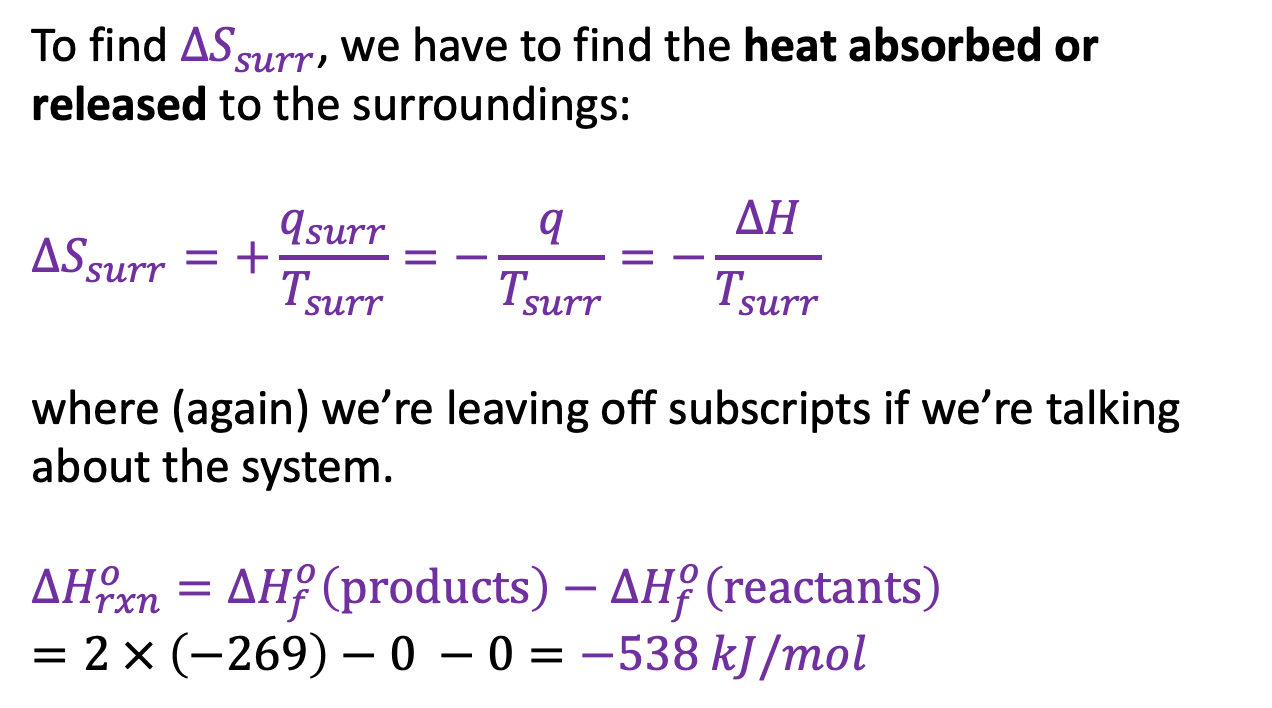 To find ΔS_surr, we have to find the heat absorbed or
released to the surroundings:
ΔS_surr = + q_surr/T_surr = − q/T_surr = − ΔH/T_surr
where (again) we’re leaving off subscripts if we’re talking
about the system.
ΔH°_rxn = ΔH°_f (products) − ΔH°_f (reactants)
= 2 × (−269) − 0 − 0 = −538 kJ/mol